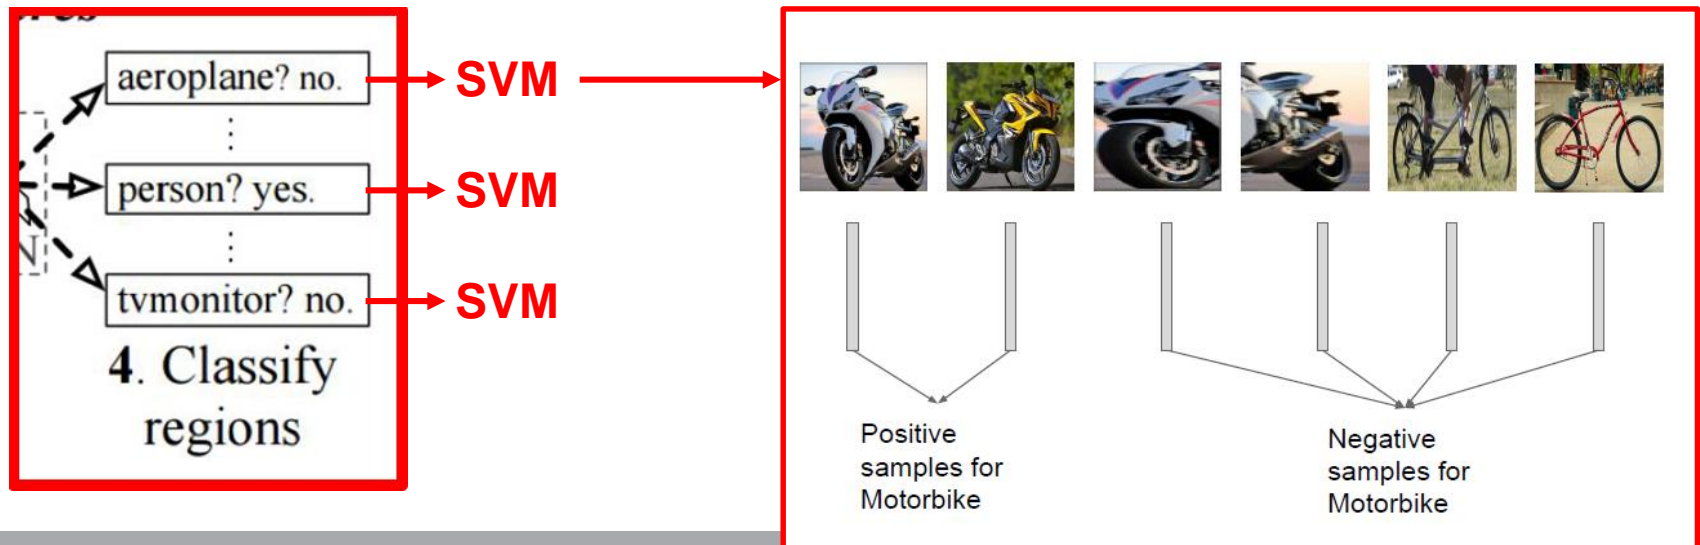 aeroplane? no.
person? yes.
tvmonitor? no.
4. Classify
regions
SVM
SVM
SVM
Positive
samples for
Motorbike
Negative
samples for
Motorbike